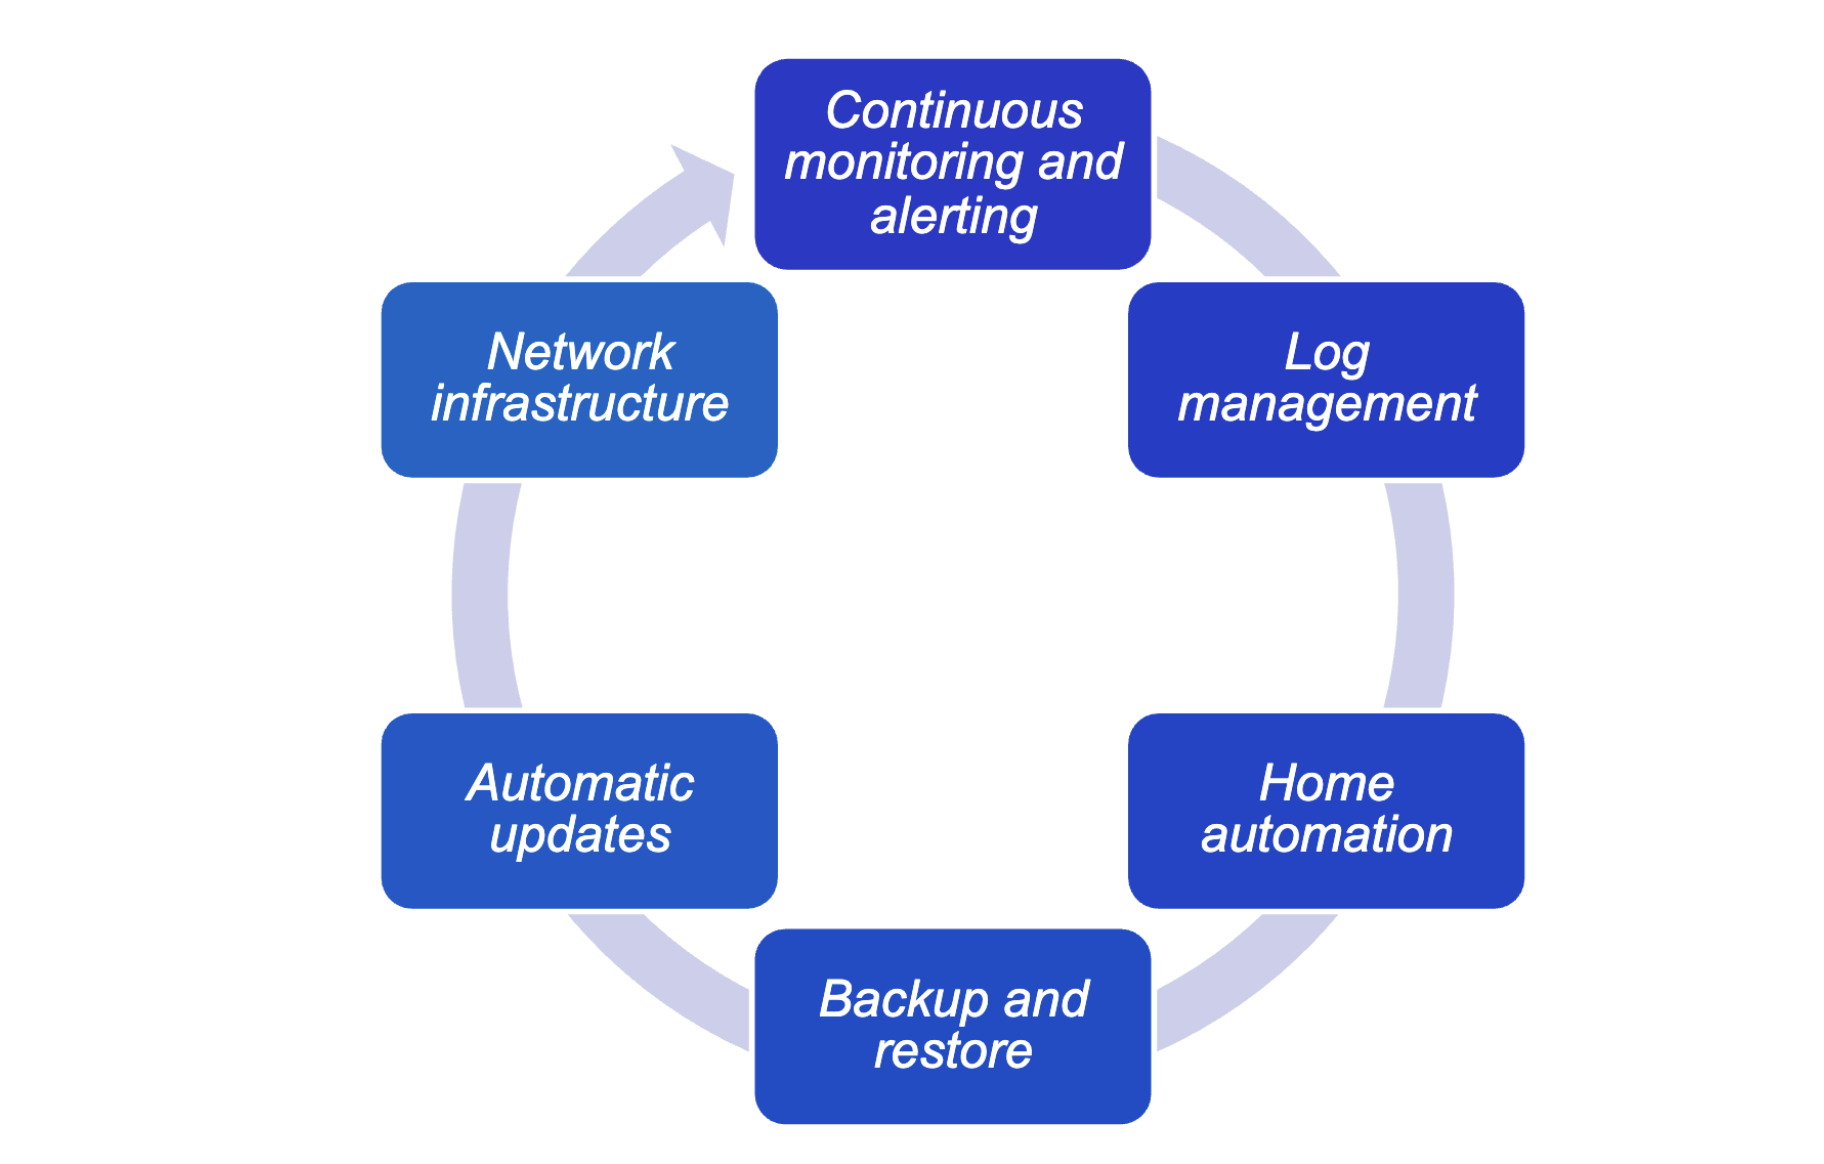 Continuous
monitoring and
alerting
Log
management
Home
automation
Backup and
restore
Automatic
updates
Network
infrastructure